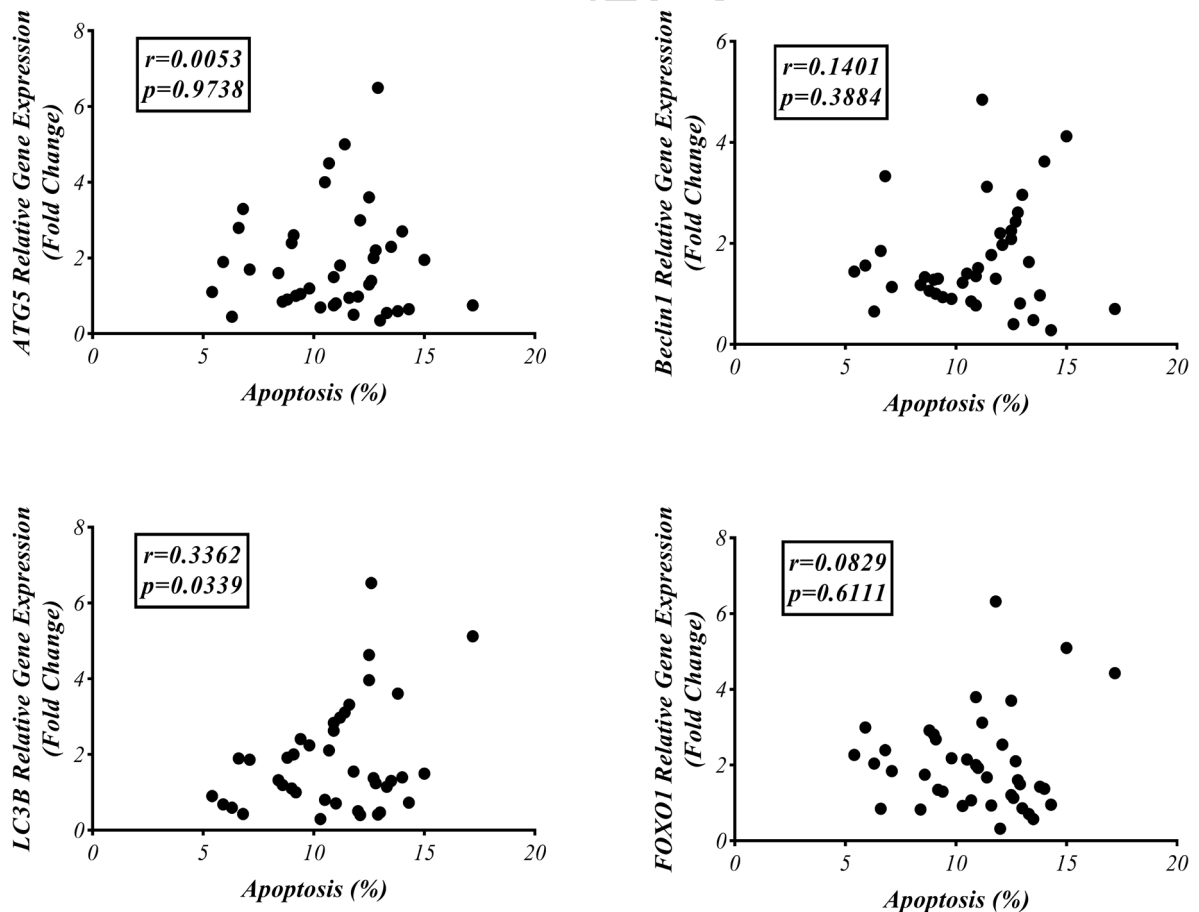 ATG5 Relative Gene Expression
(Fold Change)
8
6
4
2
0
r=0.0053
p=0.9738
0 5 10 15 20
Apoptosis (%)
Beclin1 Relative Gene Expression
(Fold Change)
6
4
2
0
r=0.1401
p=0.3884
0 5 10 15 20
Apoptosis (%)
LC3B Relative Gene Expression
(Fold Change)
8
6
4
2
0
r=0.3362
p=0.0339
0 5 10 15 20
Apoptosis (%)
FOXO1 Relative Gene Expression
(Fold Change)
8
6
4
2
0
r=0.0829
p=0.6111
0 5 10 15 20
Apoptosis (%)